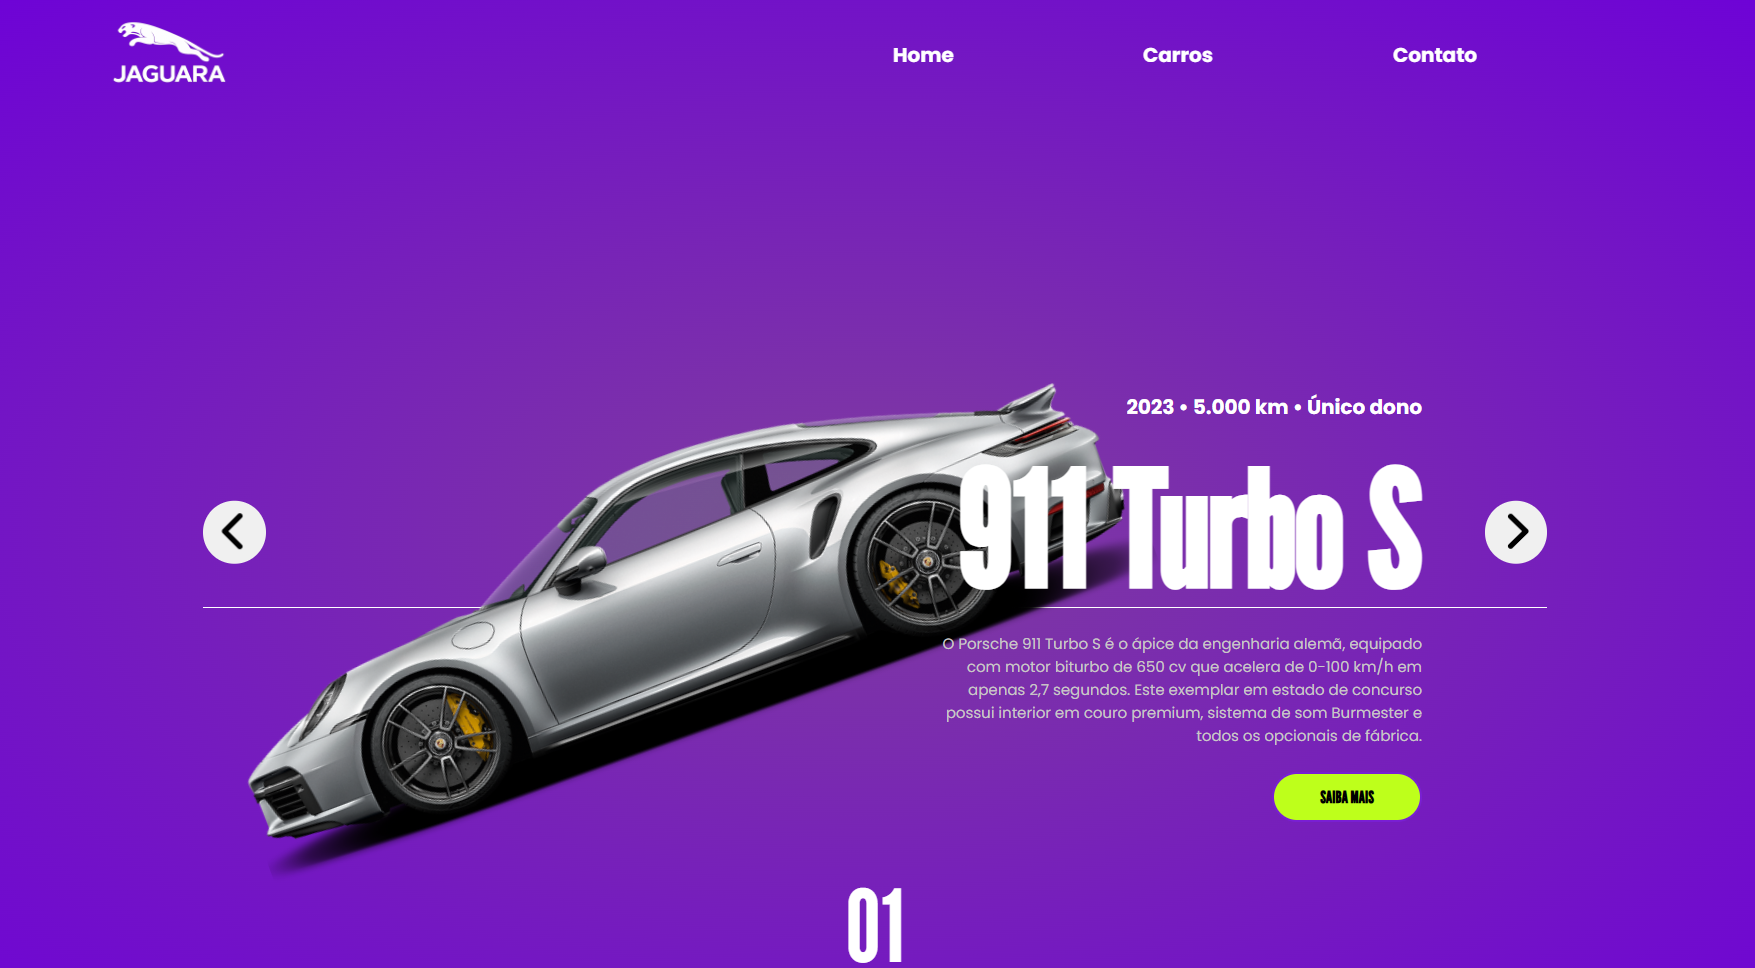 JAGUARA
Home
Carros
Contato
2023 • 5.000 km • Único dono
911 Turbo S
O Porsche 911 Turbo S é o ápice da engenharia alemã, equipado
com motor biturbo de 650 cv que acelera de 0-100 km/h em
apenas 2,7 segundos. Este exemplar em estado de concurso
possui interior em couro premium, sistema de som Burmester e
todos os opcionais de fábrica.
SAIBA MAIS
01